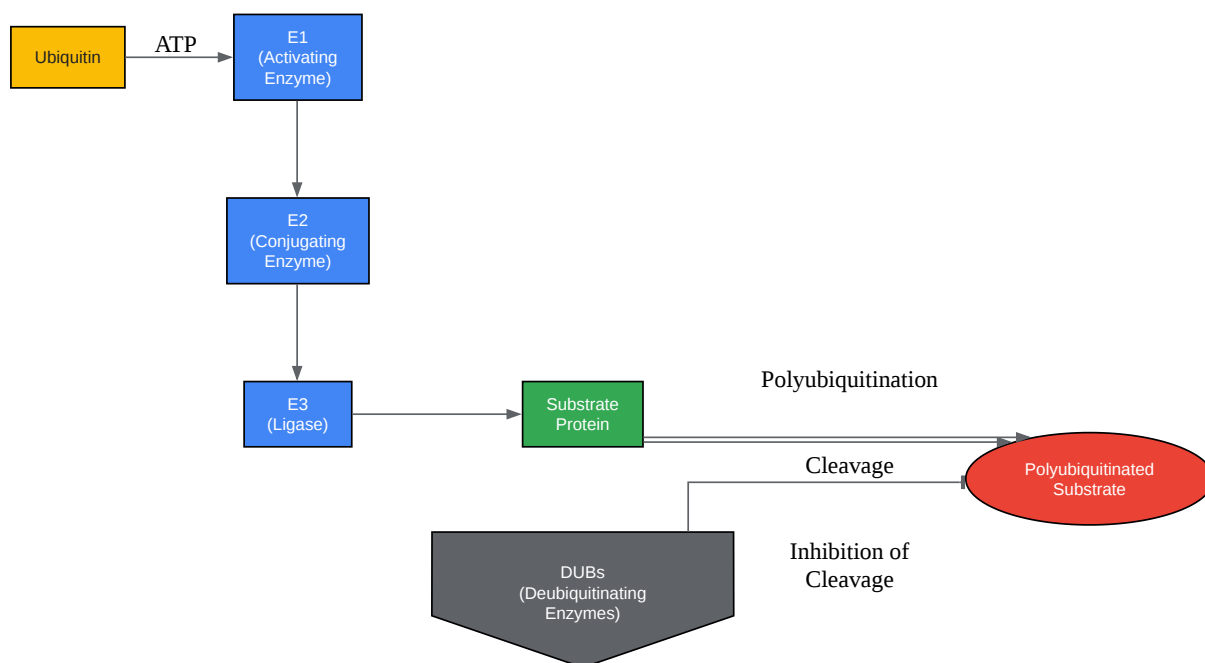 Ubiquitin
ATP
E1
(Activating
Enzyme)
E2
(Conjugating
Enzyme)
E3
(Ligase)
Substrate
Protein
Polyubiquitination
Cleavage
Polyubiquitinated
Substrate
Inhibition of
Cleavage
DUBs
(Deubiquitinating
Enzymes)